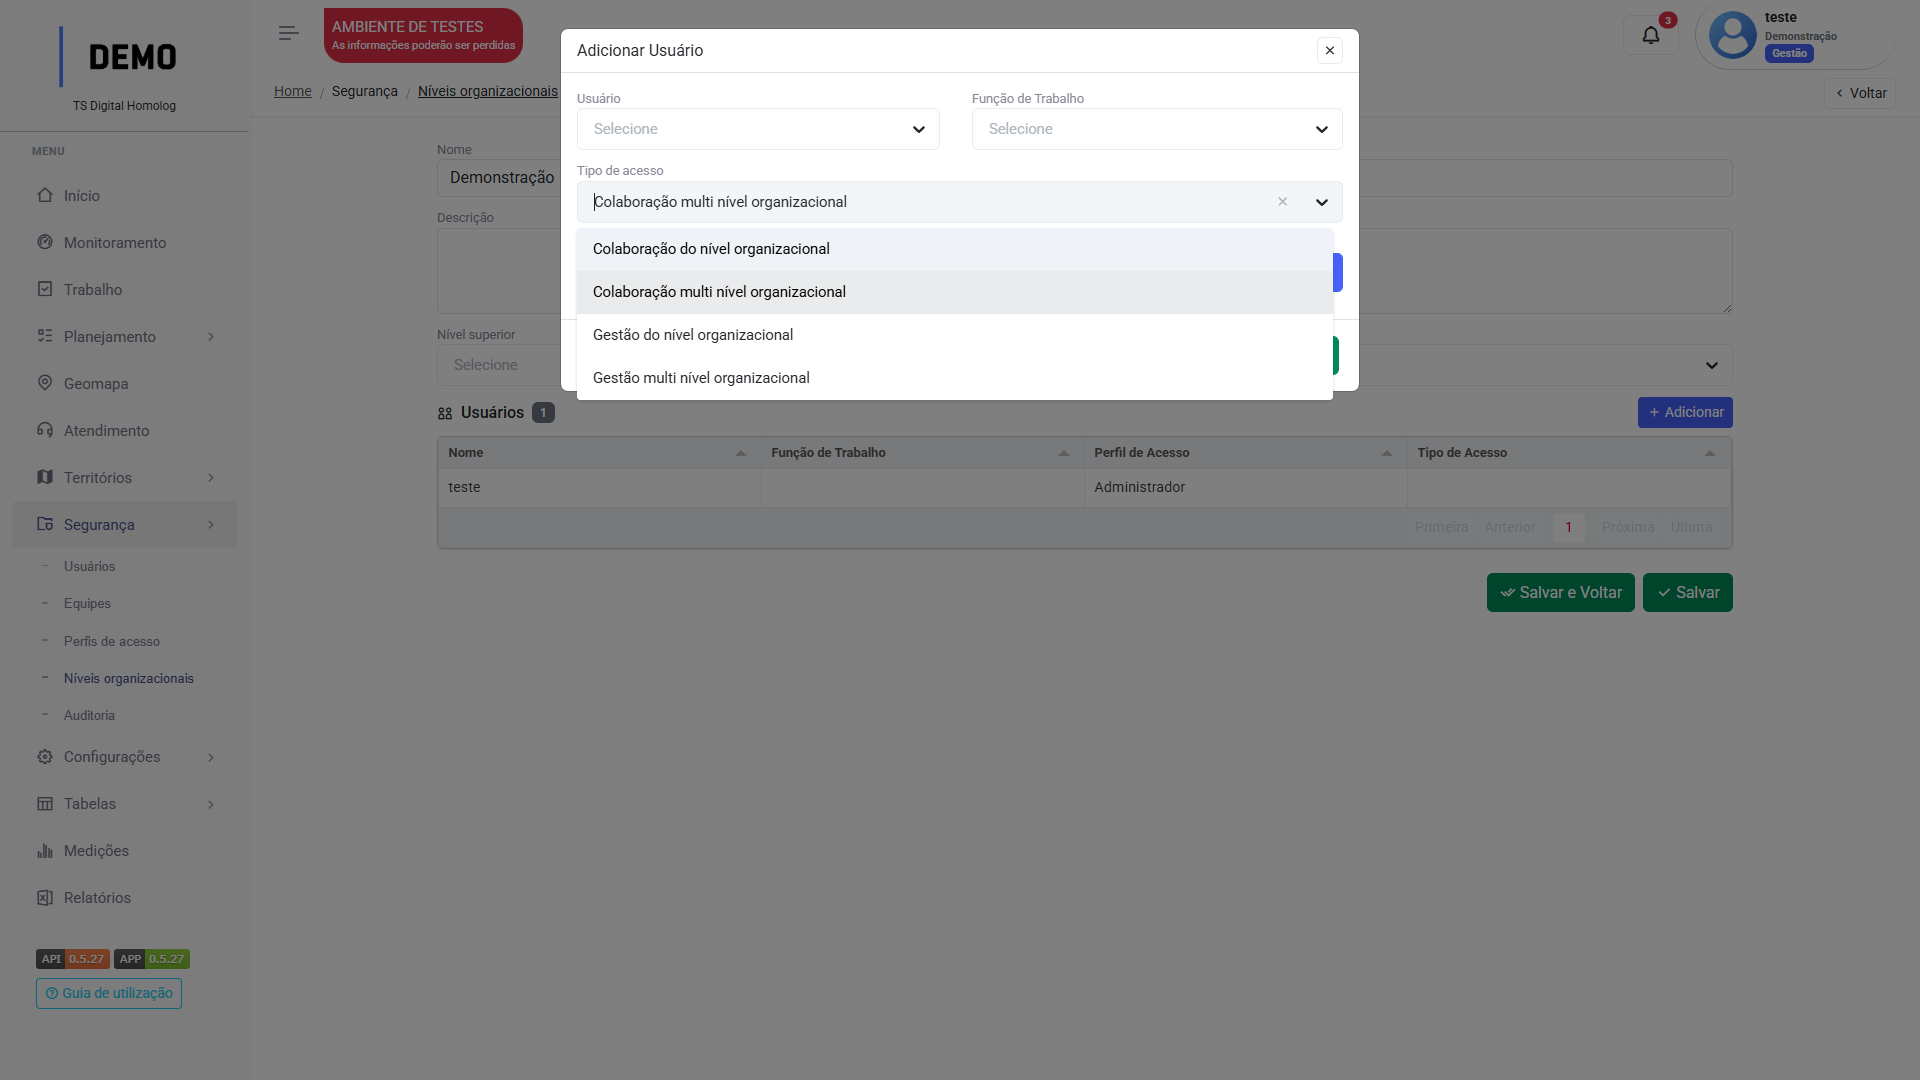 DEMO
TS Digital Homolog
MENU
Início
Monitoramento
Trabalho
Planejamento
Geomapa
Atendimento
Territórios
Segurança
Usuários
Equipes
Perfis de acesso
Níveis organizacionais
Auditoria
Configurações
Tabelas
Medições
Relatórios
API 0.5.27 APP 0.5.27
Guia de utilização
AMBIENTE DE TESTES
As informações poderão ser perdidas
3
teste
Demonstração
Gestão
Home / Segurança / Níveis organizacionais
Voltar
Nome
Demonstração
Descrição
Nível superior
Selecione
Adicionar Usuário
Usuário
Selecione
Função de Trabalho
Selecione
Tipo de acesso
Colaboração multi nível organizacional
Colaboração do nível organizacional
Colaboração multi nível organizacional
Gestão do nível organizacional
Gestão multi nível organizacional
Usuários 1
+ Adicionar
Nome Função de Trabalho Perfil de Acesso Tipo de Acesso
teste Administrador
Primeira Anterior 1 Próxima Última
Salvar e Voltar
Salvar